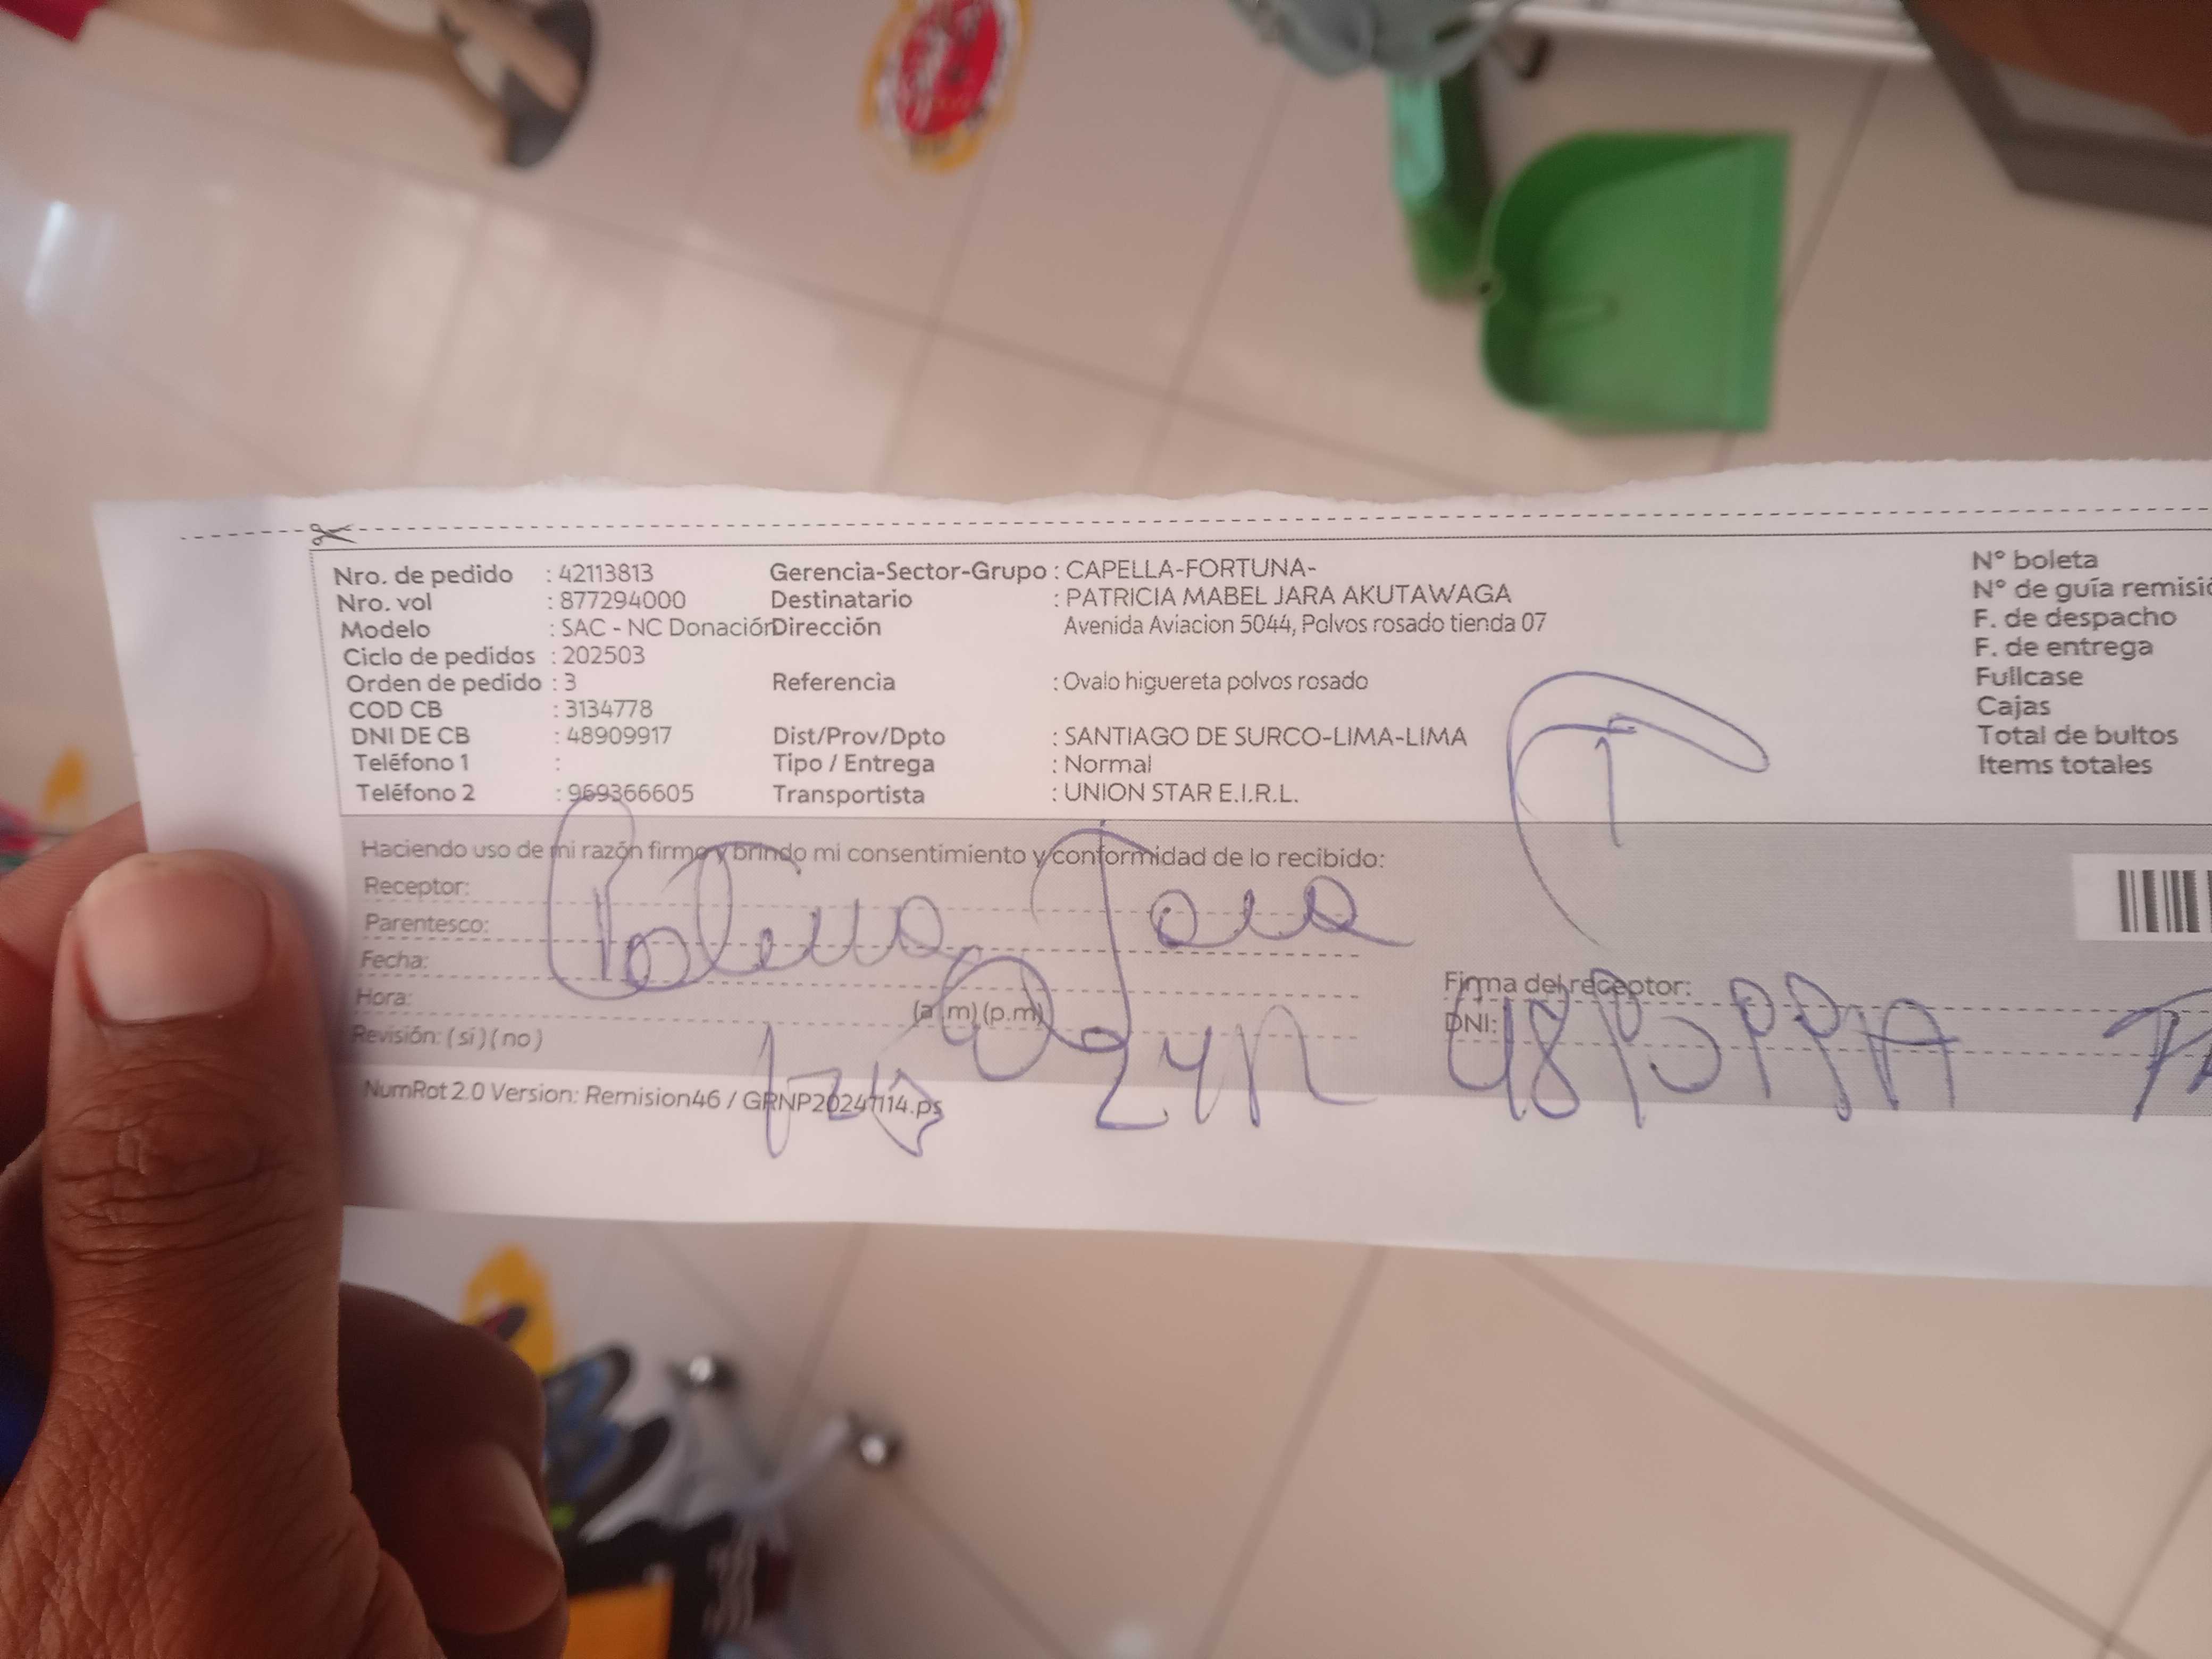 Nro. de pedido : 42113813 Gerencia-Sector-Grupo : CAPELLA-FORTUNA- N° boleta
Nro. vol : 877294000 Destinatario : PATRICIA MABEL JARA AKUTAWAGA N° de guía
Modelo : SAC - NC Donación Dirección Avenida Aviacion 5044, Polvos rosado tienda 07 F. de despacho
Ciclo de pedidos : 202503 F. de entrega
Orden de pedido : 3 Referencia : Ovalo higuereta polvos rosado Fullcase
COD CB : 3134778 Cajas
DNI DE CB : 48909917 Dist/Prov/Dpto : SANTIAGO DE SURCO-LIMA-LIMA Total de bultos
Teléfono 1 : Tipo / Entrega : Normal Items totales
Teléfono 2 : 969366605 Transportista : UNION STAR E.I.R.L.
Haciendo uso de mi razón firmo y brindo mi consentimiento y conformidad de lo recibido:
Receptor:
Parentesco:
Jara
Fecha:
Hora: (a.m) (p.m)
Revisión: ( si ) ( no )
Firma del receptor:
DNI:
NumRot 2.0 Version: Remision46 / GRNP20241114.ps